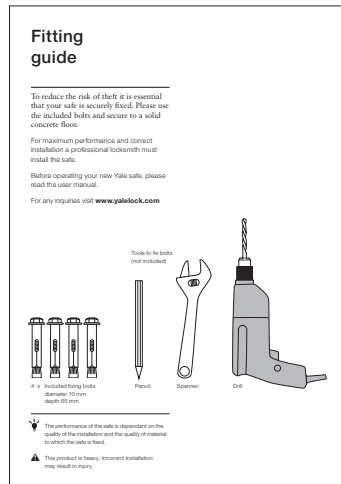 Fitting
guide
To reduce the risk of theft it is essential
that your safe is securely fixed. Please use
the included bolts and secure to a solid
concrete floor.
For maximum performance and correct
installation a professional locksmith must
install the safe.
Before operating your new Yale safe, please
read the user manual.
For any inquiries visit www.yalelock.com
Tools to fix bolts
(not included)
4 x Included fixing bolts
diameter 10 mm
depth 65 mm
Pencil
Spanner
Drill
The performance of the safe is dependant on the
quality of the installation and the quality of material
to which the safe is fixed.
This product is heavy. Incorrect installation
may result in injury.